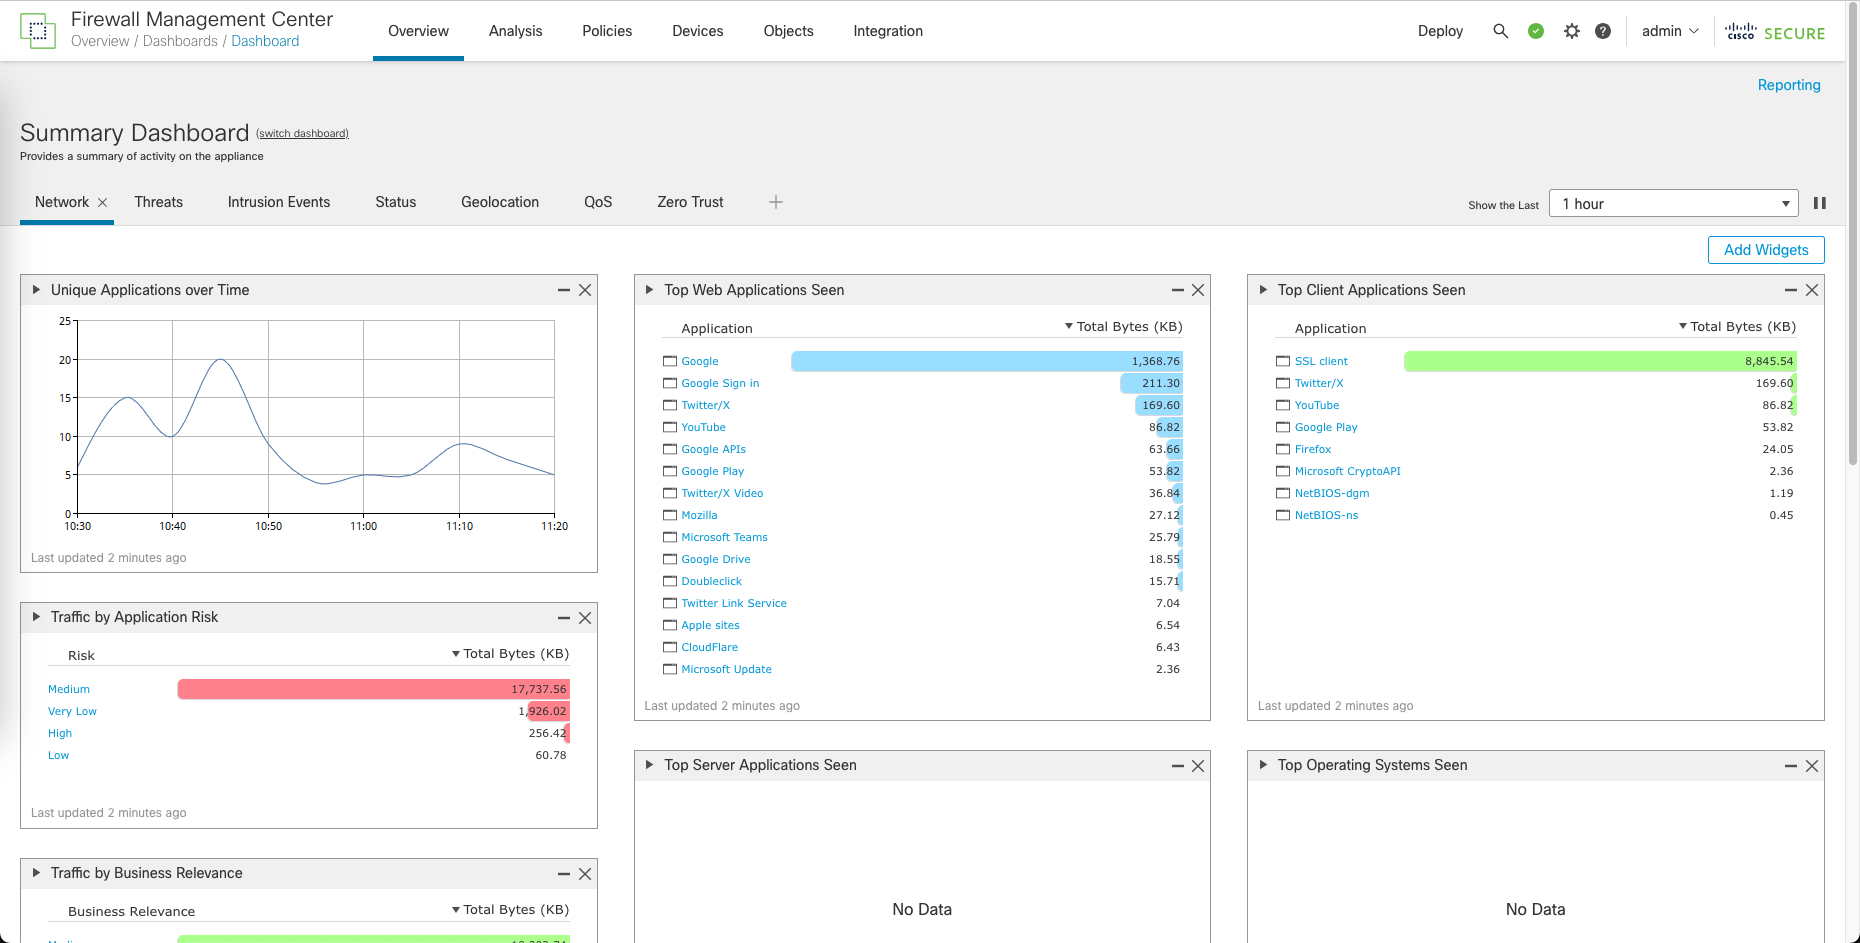 Firewall Management Center
Overview / Dashboards / Dashboard
Overview
Analysis
Policies
Devices
Objects
Integration
Deploy
admin
cisco SECURE
Reporting
Summary Dashboard (switch dashboard)
Provides a summary of activity on the appliance
Network
Threats
Intrusion Events
Status
Geolocation
QoS
Zero Trust
Show the Last
1 hour
Add Widgets
Unique Applications over Time
25
20
15
10
5
0
10:30 10:40 10:50 11:00 11:10 11:20
Last updated 2 minutes ago
Traffic by Application Risk
Risk Total Bytes (KB)
Medium 17,737.56
Very Low 1,926.02
High 256.42
Low 60.78
Last updated 2 minutes ago
Traffic by Business Relevance
Business Relevance Total Bytes (KB)
Top Web Applications Seen
Application Total Bytes (KB)
Google 1,368.76
Google Sign in 211.30
Twitter/X 169.60
YouTube 86.82
Google APIs 63.66
Google Play 53.82
Twitter/X Video 36.84
Mozilla 27.12
Microsoft Teams 25.79
Google Drive 18.55
Doubleclick 15.71
Twitter Link Service 7.04
Apple sites 6.54
CloudFlare 6.43
Microsoft Update 2.36
Last updated 2 minutes ago
Top Server Applications Seen
No Data
Top Client Applications Seen
Application Total Bytes (KB)
SSL client 8,845.54
Twitter/X 169.60
YouTube 86.82
Google Play 53.82
Firefox 24.05
Microsoft CryptoAPI 2.36
NetBIOS-dgm 1.19
NetBIOS-ns 0.45
Last updated 2 minutes ago
Top Operating Systems Seen
No Data